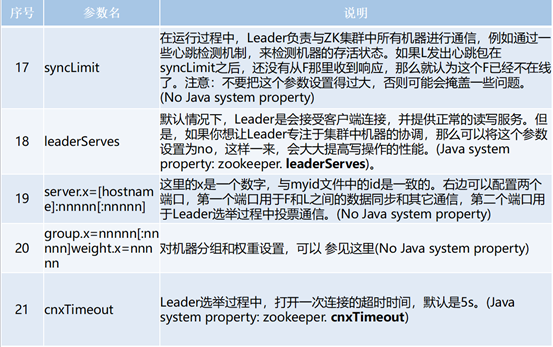 序号 参数名 说明
17 syncLimit 在运行过程中，Leader负责与ZK集群中所有机器进行通信，例如通过一
些心跳检测机制，来检测机器的存活状态。如果L发出心跳包在
syncLimit之后，还没有从F那里收到响应，那么就认为这个F已经不在线
了。注意：不要把这个参数设置得过大，否则可能会掩盖一些问题。
(No Java system property)
18 leaderServes 默认情况下，Leader是会接受客户端连接，并提供正常的读写服务。但
是，如果你想让Leader专注于集群中机器的协调，那么可以将这个参数
设置为no，这样一来，会大大提高写操作的性能。(Java system
property: zookeeper. leaderServes)。
19 server.x=[hostnam
e]:nnnnn[:nnnnn] 这里的x是一个数字，与myid文件中的id是一致的。右边可以配置两个
端口，第一个端口用于F和L之间的数据同步和其它通信，第二个端口用
于Leader选举过程中投票通信。(No Java system property)
20 group.x=nnnnn[:nn
nnn]weight.x=nnn
nn 对机器分组和权重设置，可以 参见这里(No Java system property)
21 cnxTimeout Leader选举过程中，打开一次连接的超时时间，默认是5s。(Java
system property: zookeeper. cnxTimeout)